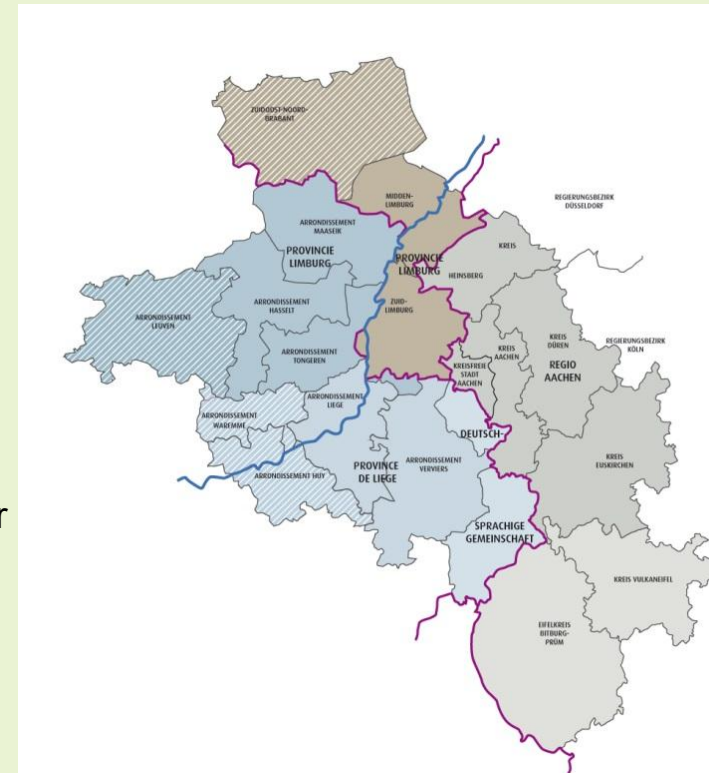 ZUIDOOST-NOORD-
BRABANT
MIDDEN-
LIMBURG
REGIERUNGSBEZIRK
DÜSSELDORF
ARRONDISSEMENT
MAASEIK
PROVINCIE
LIMBURG
KREIS
HEINSBERG
PROVINCIE
LIMBURG
ZUID-
LIMBURG
ARRONDISSEMENT
HASSELT
ARRONDISSEMENT
LEUVEN
ARRONDISSEMENT
TONGEREN
KREIS
AACHEN
KREIS
DÜREN
REGIERUNGSBEZIRK
KÖLN
REGIO
AACHEN
KREISFREIE
STADT
AACHEN
ARRONDISSEMENT
LIEGE
ARRONDISSEMENT
WAREMME
DEUTSCH-
ARRONDISSEMENT HUY
PROVINCE
DE LIEGE
ARRONDISSEMENT
VERVIERS
KREIS
EUSKIRCHEN
r
SPRACHIGE
GEMEINSCHAFT
KREIS VULKANEIFEL
EIFELKREIS
BITBURG-
PRÜM